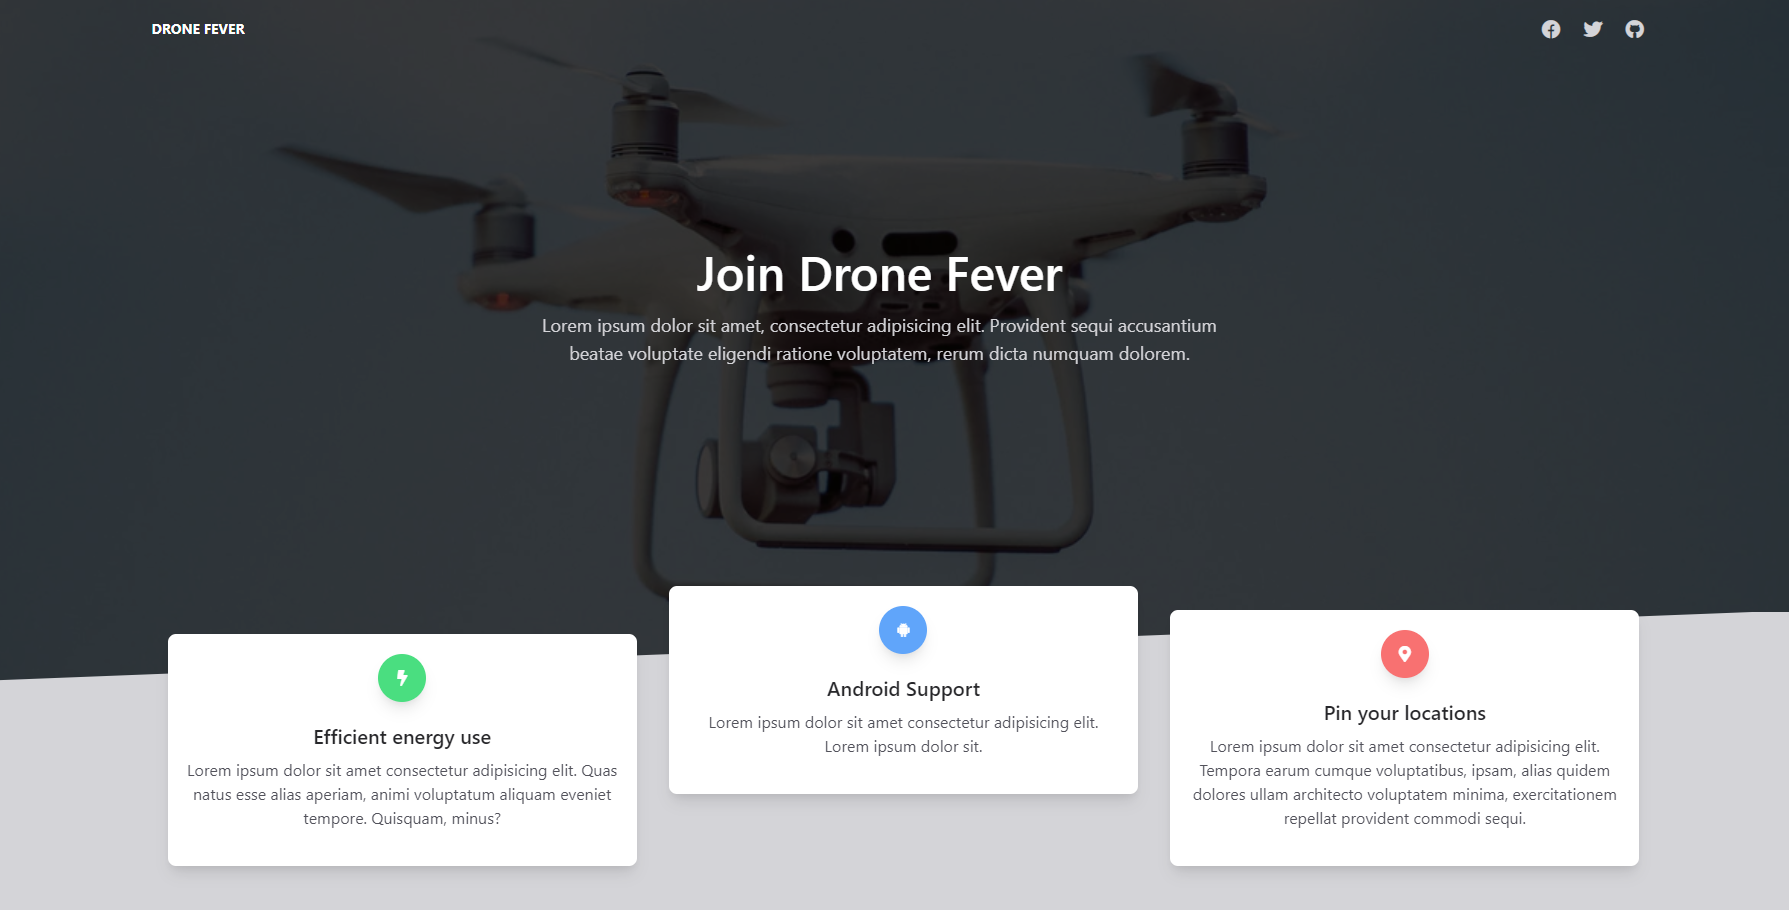 DRONE FEVER
Join Drone Fever
Lorem ipsum dolor sit amet, consectetur adipisicing elit. Provident sequi accusantium
beatae voluptate eligendi ratione voluptatem, rerum dicta numquam dolorem.
Efficient energy use
Lorem ipsum dolor sit amet consectetur adipisicing elit. Quas
natus esse alias aperiam, animi voluptatum aliquam eveniet
tempore. Quisquam, minus?
Android Support
Lorem ipsum dolor sit amet consectetur adipisicing elit.
Lorem ipsum dolor sit.
Pin your locations
Lorem ipsum dolor sit amet consectetur adipisicing elit.
Tempora earum cumque voluptatibus, ipsam, alias quidem
dolores ullam architecto voluptatem minima, exercitationem
repellat provident commodi sequi.